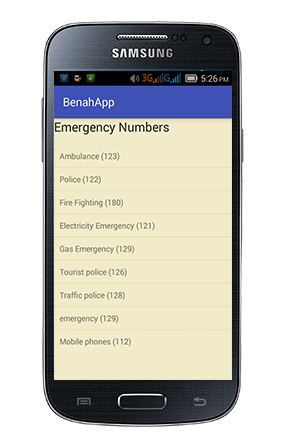 SAMSUNG
3G G 5:26 PM
BenahApp
Emergency Numbers
Ambulance (123)
Police (122)
Fire Fighting (180)
Electricity Emergency (121)
Gas Emergency (129)
Tourist police (126)
Traffic police (128)
emergency (129)
Mobile phones (112)